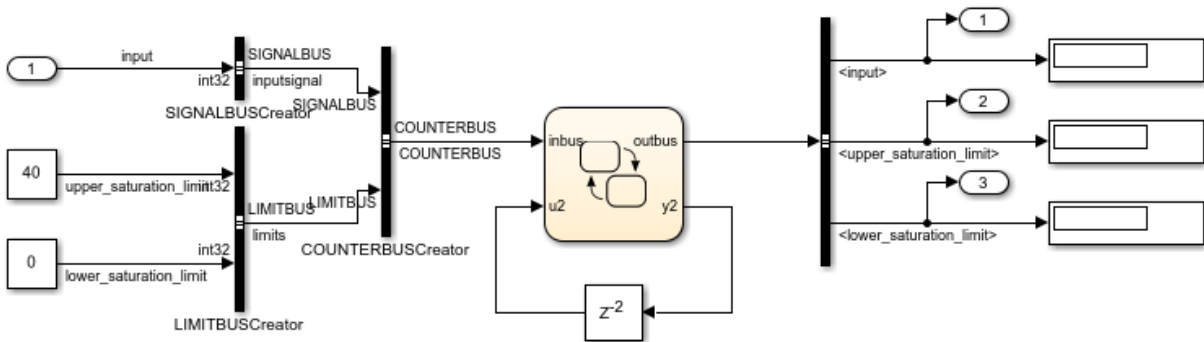 1
input
int32
SIGNALBUS
inputsignal
SIGNALBUSCreator
SIGNALBUS
40
upper_saturation_limit
int32
0
int32
lower_saturation_limit
LIMITBUS
limits
LIMITBUS
LIMITBUSCreator
COUNTERBUS
COUNTERBUS
COUNTERBUSCreator
inbus
outbus
u2
y2
Z-2
1
<input>
2
<upper_saturation_limit>
3
<lower_saturation_limit>